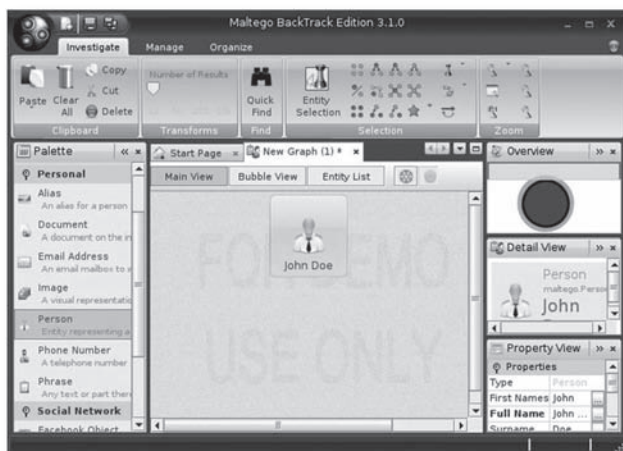 Maltego BackTrack Edition 3.1.0
Investigate Manage Organize
Paste
Clear All
Copy
Cut
Delete
Clipboard
Number of Results
Transforms
Quick Find
Find
Entity Selection
Selection
Zoom
Palette
Personal
Alias
An alias for a person
Document
A document on the in
Email Address
An email mailbox to
Image
A visual representatio
Person
Entity representing a
Phone Number
A telephone number
Phrase
Any text or part there
Social Network
Facebook Object
Start Page
New Graph (1) *
Main View Bubble View Entity List
FOR DEMO
USE ONLY
John Doe
Overview
Detail View
Person
maltego.Person
John
Property View
Properties
Type Person
First Names John
Full Name John ...
Surname Doe